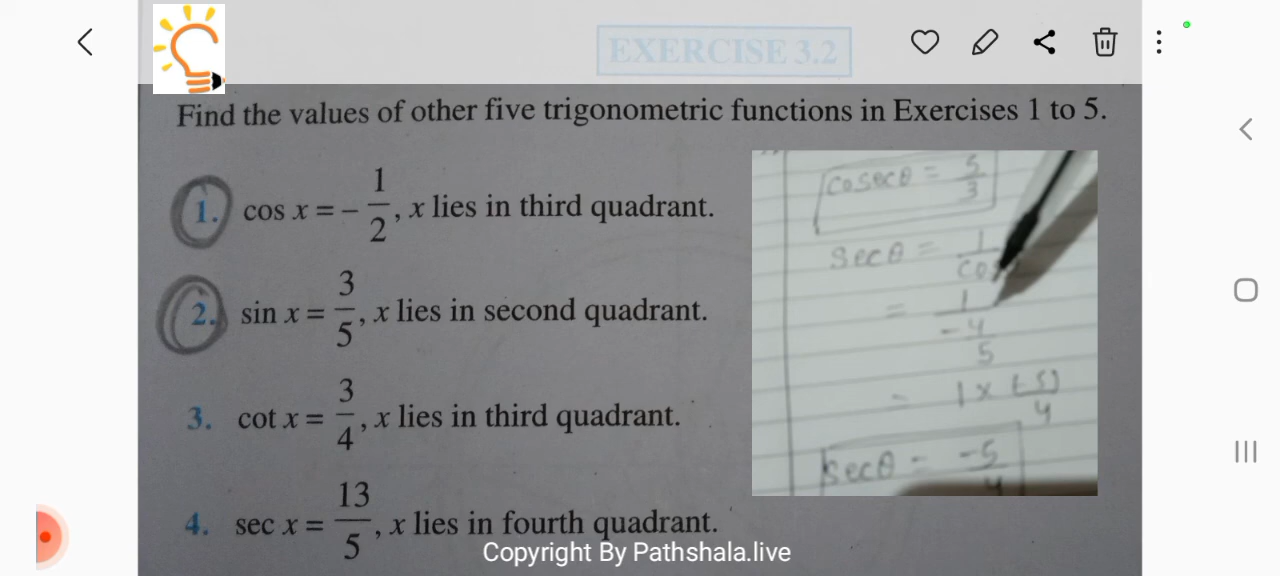 EXERCISE 3.2
Find the values of other five trigonometric functions in Exercises 1 to 5.
1. cos x = − 1/2, x lies in third quadrant.
2. sin x = 3/5, x lies in second quadrant.
3. cot x = 3/4, x lies in third quadrant.
4. sec x = 13/5, x lies in fourth quadrant.
cosecθ = 5/3
secθ = 1/cos
= 1/(-4/5)
= 1 x (-5)/4
secθ = -5/4
Copyright By Pathshala.live